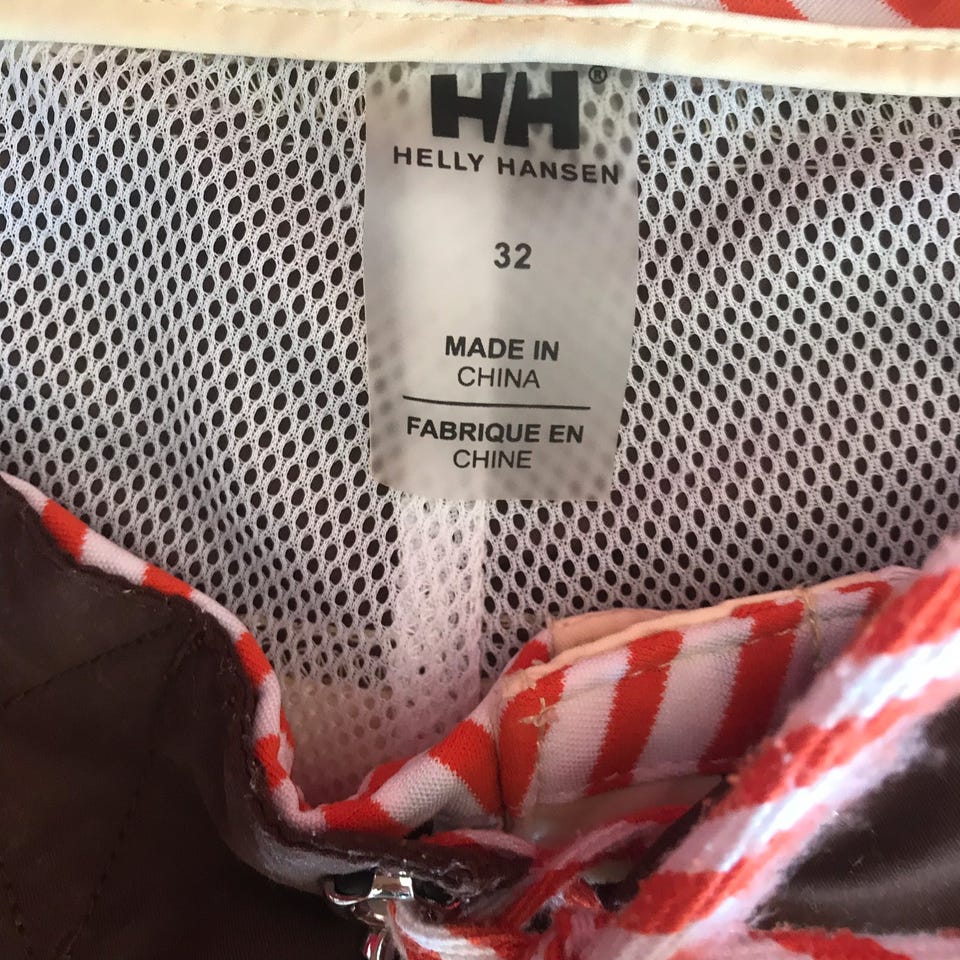 HH®
HELLY HANSEN
32
MADE IN
CHINA
FABRIQUE EN
CHINE